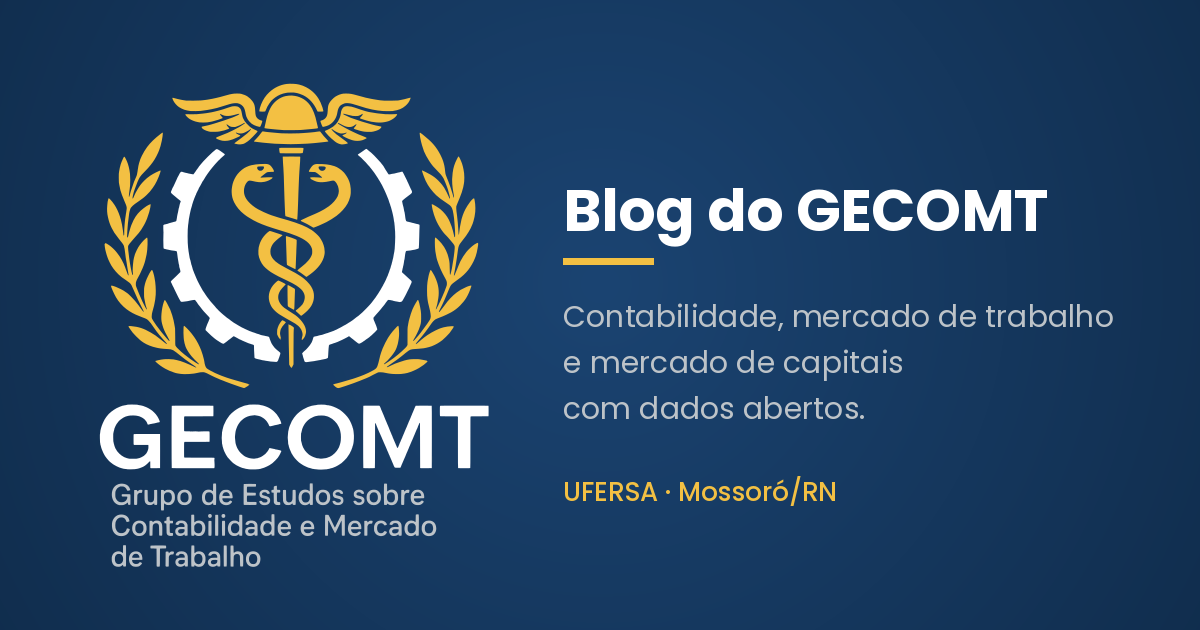 GECOMT
Grupo de Estudos sobre
Contabilidade e Mercado
de Trabalho
Blog do GECOMT
Contabilidade, mercado de trabalho
e mercado de capitais
com dados abertos.
UFERSA · Mossoró/RN